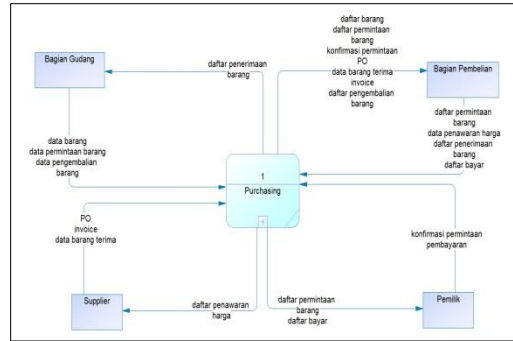 daftar barang
daftar permintaan
barang
konfirmasi permintaan
PO
data barang terima
invoice
daftar pengembalian
barang
Bagian Gudang
daftar penerimaan
barang
Bagian Pembelian
daftar permintaan
barang
data penawaran harga
daftar penerimaan
barang
daftar bayar
data barang
data permintaan barang
data pengembalian
barang
1
Purchasing
PO
invoice
data barang terima
konfirmasi permintaan
pembayaran
Supplier
daftar penawaran
harga
daftar permintaan
barang
daftar bayar
Pemilik